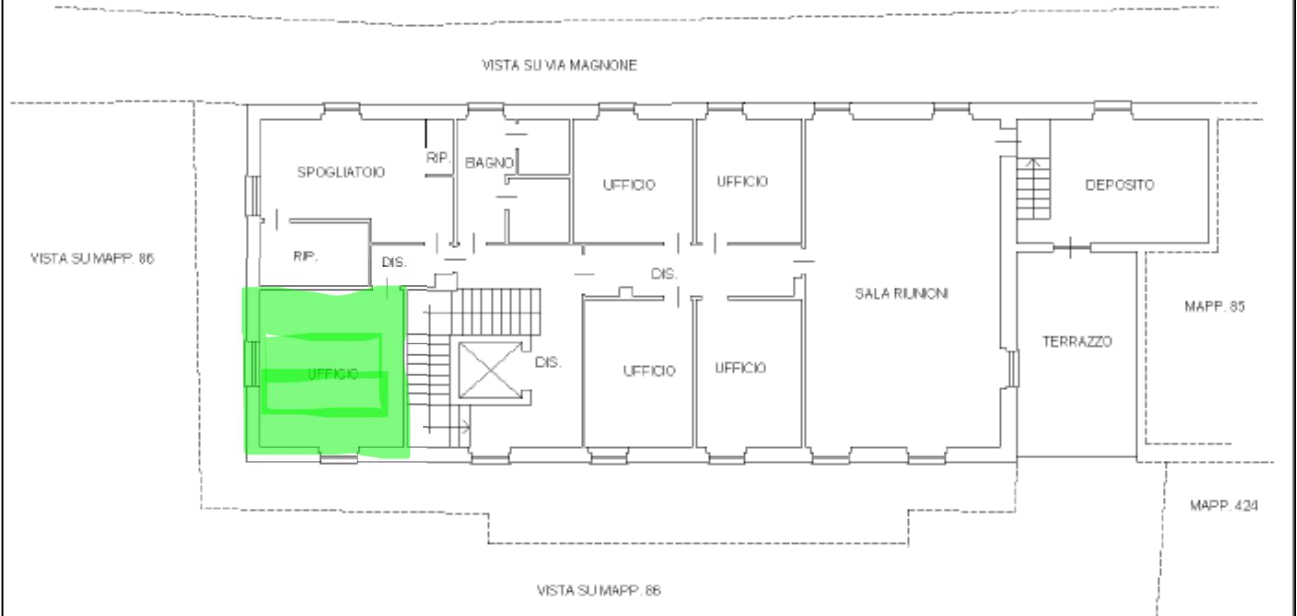 VISTA SU VIA MAGNONE
SPOGLIATOIO
RIP.
BAGNO
UFFICIO
UFFICIO
DEPOSITO
VISTA SU MAPP. 86
RIP.
DIS.
DIS.
SALA RIUNIONI
MAPP. 85
TERRAZZO
UFFICIO
DIS.
UFFICIO
UFFICIO
MAPP. 424
VISTA SU MAPP. 86